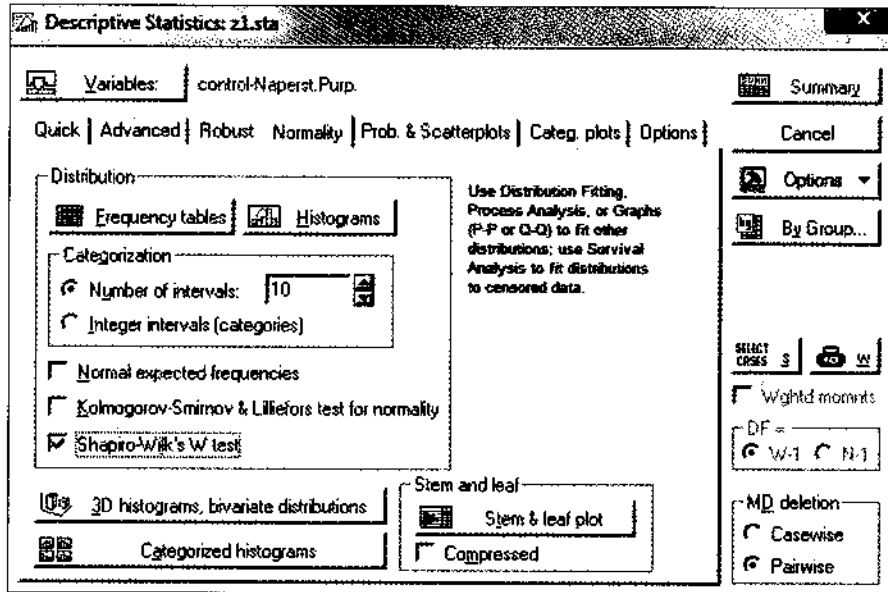 Descriptive Statistics: z1.sta
X
Variables:
control-Naperst.Purp.
Quick
Advanced
Robust
Normality
Prob. & Scatterplots
Categ. plots
Options
Distribution
Frequency tables
Histograms
Categorization
Number of intervals:
10
Integer intervals (categories)
Normal expected frequencies
Kolmogorov-Smirnov & Lilliefors test for normality
Shapiro-Wilk's W test
Use Distribution Fitting,
Process Analysis, or Graphs
(P-P or Q-Q) to fit other
distributions; use Survival
Analysis to fit distributions
to censored data.
3D histograms, bivariate distributions
Categorized histograms
Stem and leaf
Stem & leaf plot
Compressed
Summary
Cancel
Options
By Group...
SELECT
CASES
S
W
Wghtd momnts
DF =
W-1
N-1
MD deletion
Casewise
Pairwise